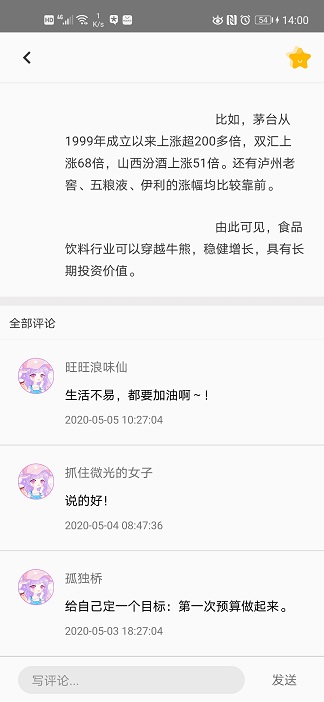 HD 4G 1 K/s 54 14:00
比如，茅台从
1999年成立以来上涨超200多倍，双汇上
涨68倍，山西汾酒上涨51倍。还有泸州老
窖、五粮液、伊利的涨幅均比较靠前。
由此可见，食品
饮料行业可以穿越牛熊，稳健增长，具有长
期投资价值。
全部评论
旺旺浪味仙
生活不易，都要加油啊～！
2020-05-05 10:27:04
抓住微光的女子
说的好！
2020-05-04 08:47:36
孤独桥
给自己定一个目标：第一次预算做起来。
2020-05-03 18:27:04
写评论... 发送